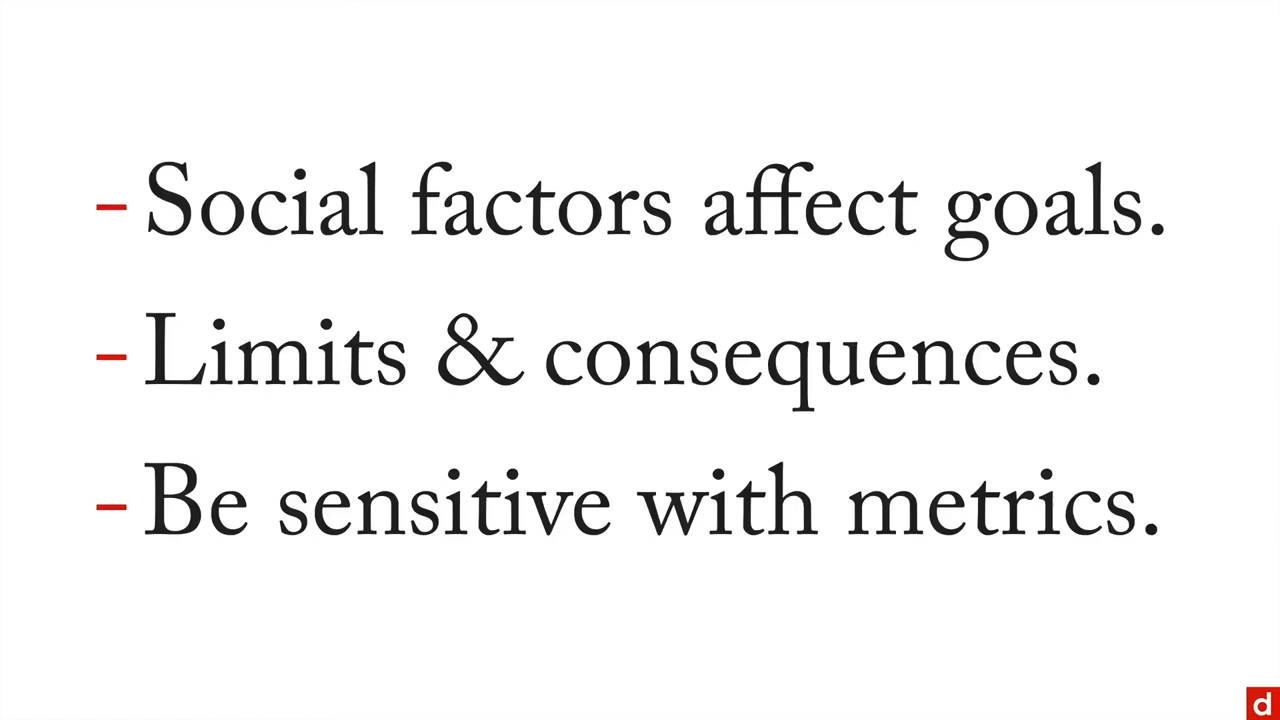 – Social factors affect goals.
– Limits & consequences.
– Be sensitive with metrics.
d